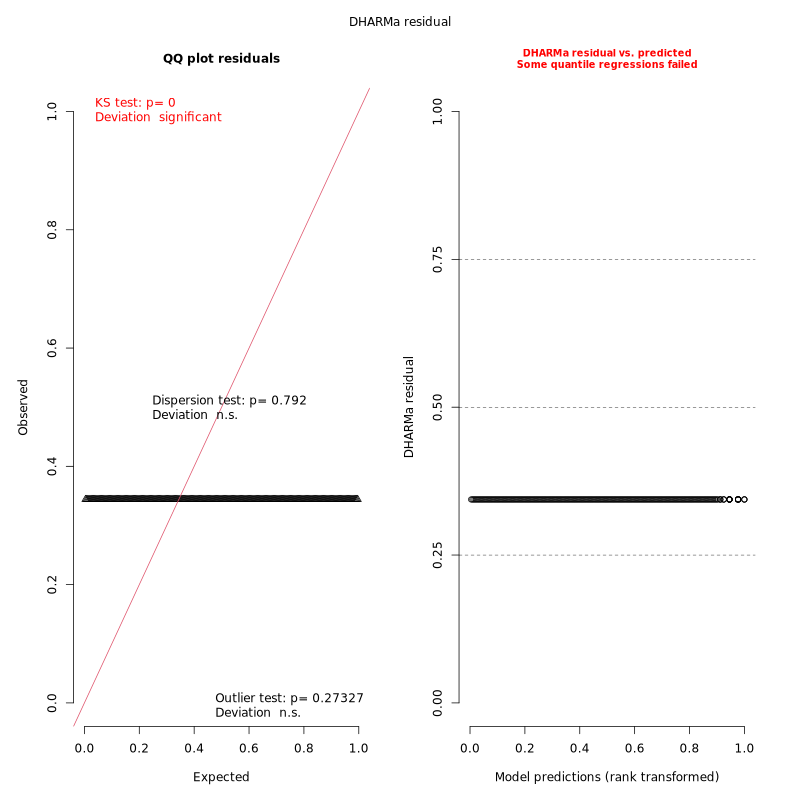 DHARMa residual
QQ plot residuals
KS test: p= 0
Deviation  significant
Dispersion test: p= 0.792
Deviation  n.s.
Outlier test: p= 0.27327
Deviation  n.s.
Observed
0.0
0.2
0.4
0.6
0.8
1.0
0.0 0.2 0.4 0.6 0.8 1.0
Expected
DHARMa residual vs. predicted
Some quantile regressions failed
DHARMa residual
0.00
0.25
0.50
0.75
1.00
0.0 0.2 0.4 0.6 0.8 1.0
Model predictions (rank transformed)